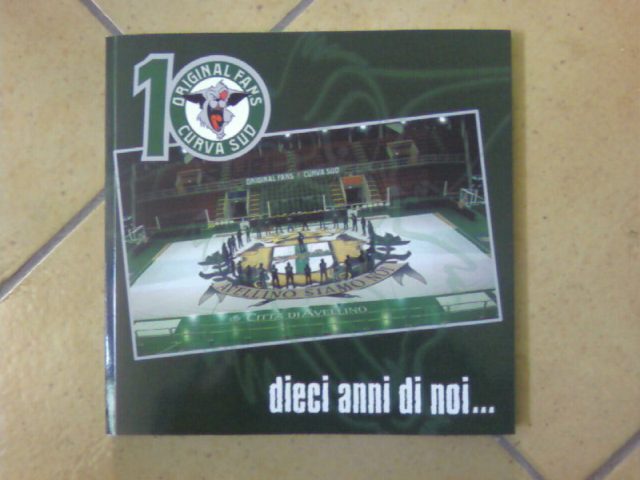 10
ORIGINAL FANS
CURVA SUD
ORIGINAL FANS CURVA SUD
AVELLINO SIAMO NOI
CITTÀ DI AVELLINO
dieci anni di noi...